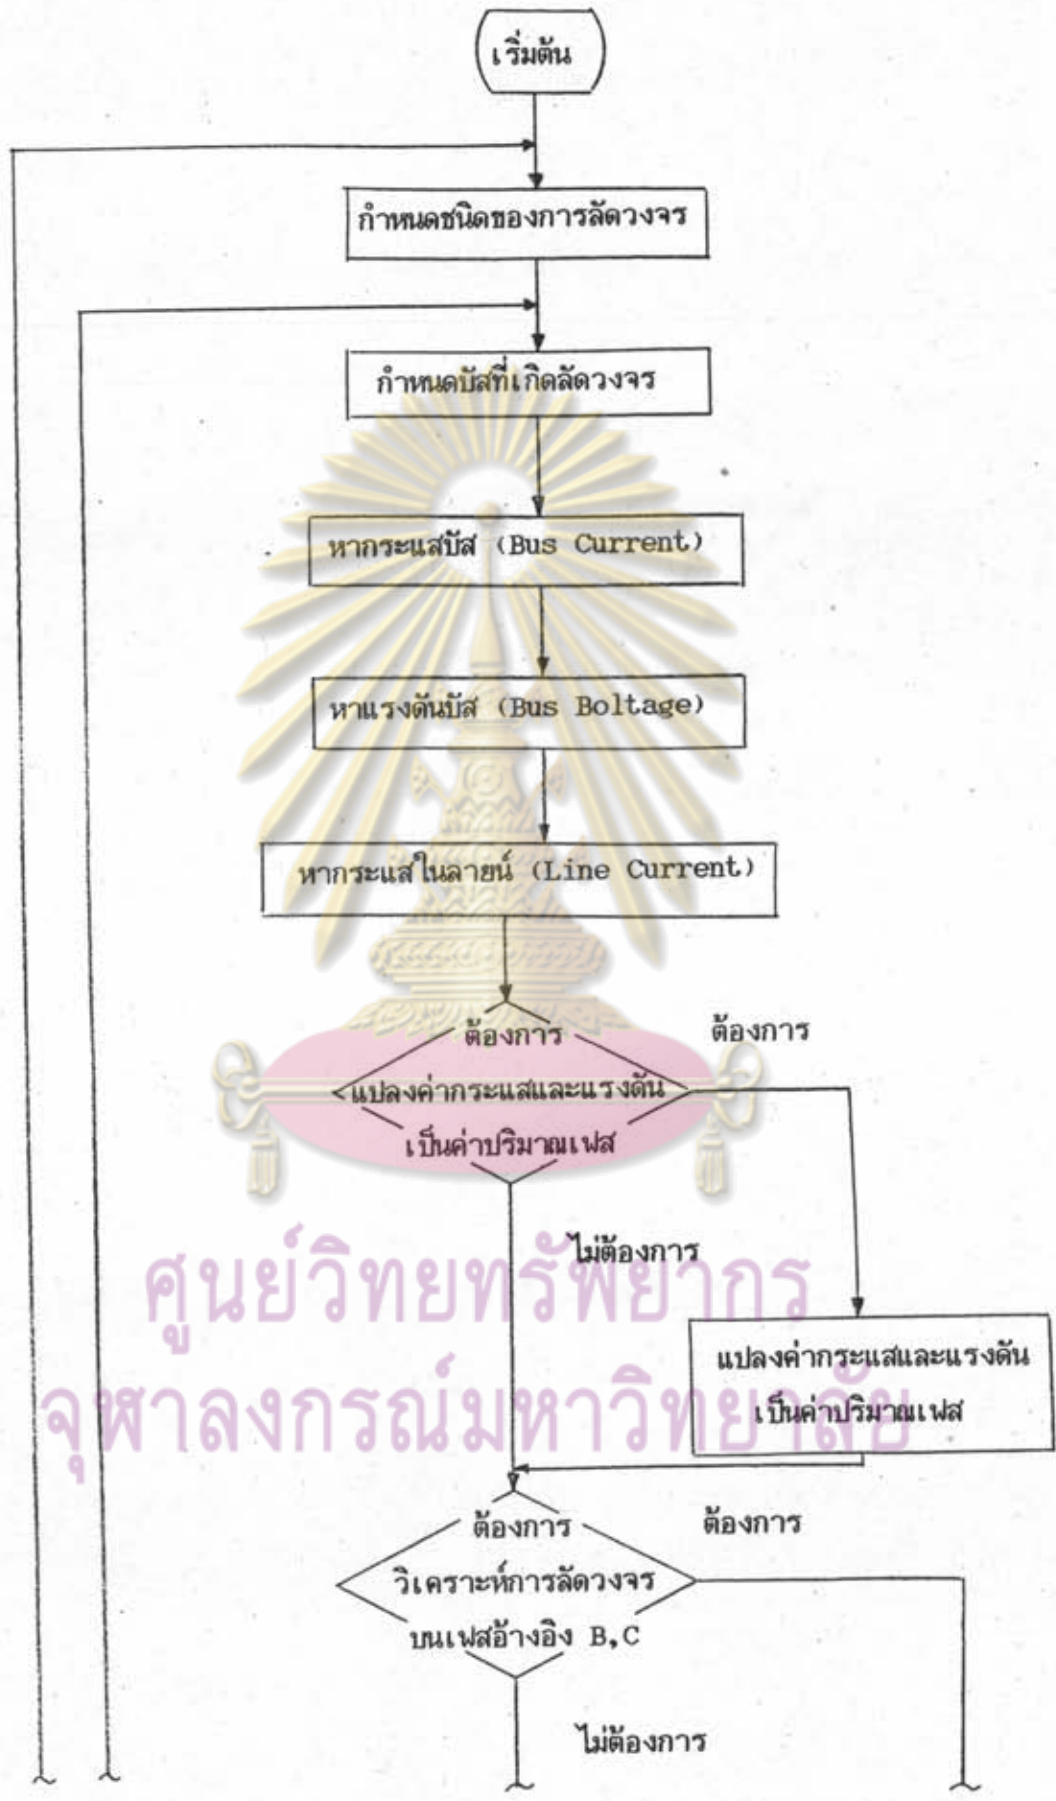 เริ่มต้น
กำหนดชนิดของการลัดวงจร
กำหนดบัสที่เกิดลัดวงจร
หากระแสบัส (Bus Current)
หาแรงดันบัส (Bus Boltage)
หากระแสในลายน์ (Line Current)
ต้องการ
ต้องการ
แปลงค่ากระแสและแรงดัน
เป็นค่าปริมาณเฟส
ไม่ต้องการ
ศูนย์วิทยทรัพยากร
แปลงค่ากระแสและแรงดัน
เป็นค่าปริมาณเฟส
จุฬาลงกรณ์มหาวิทยาลัย
ต้องการ
ต้องการ
วิเคราะห์การลัดวงจร
บนเฟสอ้างอิง B,C
ไม่ต้องการ